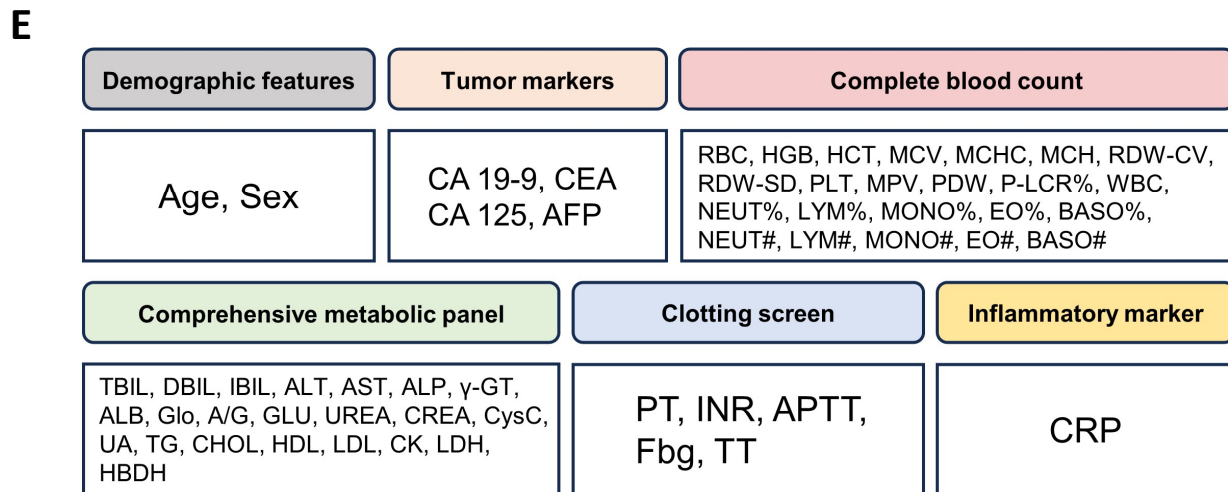 E
Demographic features
Tumor markers
Complete blood count
Age, Sex
CA 19-9, CEA
CA 125, AFP
RBC, HGB, HCT, MCV, MCHC, MCH, RDW-CV,
RDW-SD, PLT, MPV, PDW, P-LCR%, WBC,
NEUT%, LYM%, MONO%, EO%, BASO%,
NEUT#, LYM#, MONO#, EO#, BASO#
Comprehensive metabolic panel
Clotting screen
Inflammatory marker
TBIL, DBIL, IBIL, ALT, AST, ALP, γ-GT,
ALB, Glo, A/G, GLU, UREA, CREA, CysC,
UA, TG, CHOL, HDL, LDL, CK, LDH,
HBDH
PT, INR, APTT,
Fbg, TT
CRP